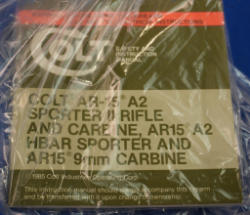 COLT
SAFETY AND
INSTRUCTION
MANUAL
COLT AR-15® A2
SPORTER II RIFLE
AND CARBINE, AR15® A2
HBAR SPORTER AND
AR15® 9mm CARBINE
1985 Colt Industries Operating Corp
This instruction manual should always accompany this firearm
and be transferred with it upon change of ownership.